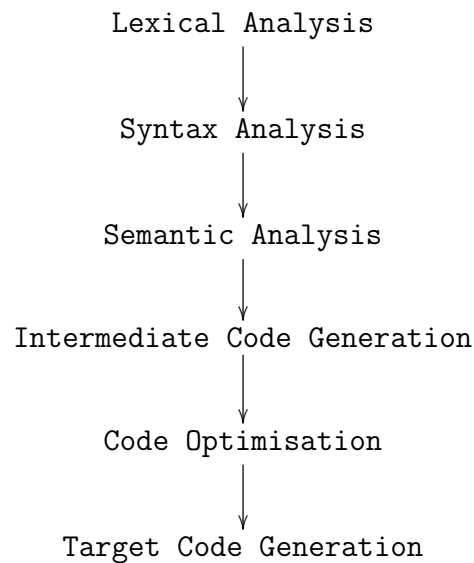 Lexical Analysis
Syntax Analysis
Semantic Analysis
Intermediate Code Generation
Code Optimisation
Target Code Generation